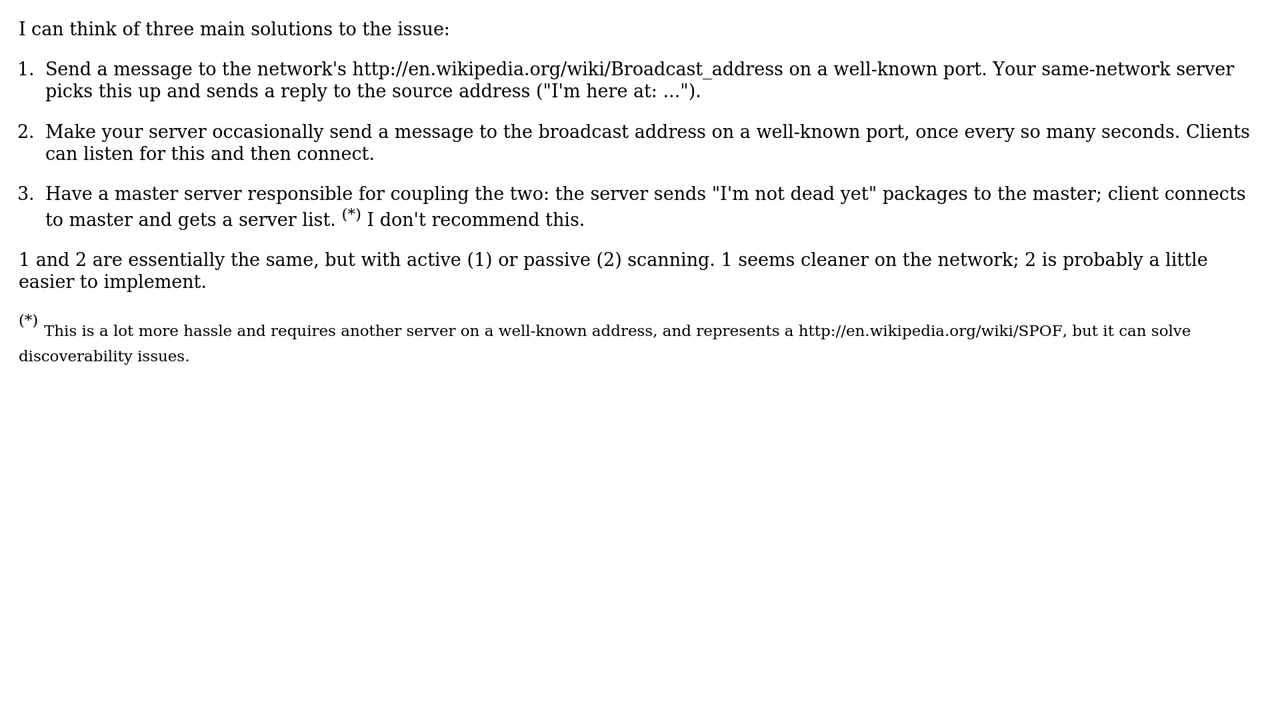 I can think of three main solutions to the issue:
1. Send a message to the network's http://en.wikipedia.org/wiki/Broadcast_address on a well-known port. Your same-network server
picks this up and sends a reply to the source address ("I'm here at: ...").
2. Make your server occasionally send a message to the broadcast address on a well-known port, once every so many seconds. Clients
can listen for this and then connect.
3. Have a master server responsible for coupling the two: the server sends "I'm not dead yet" packages to the master; client connects
to master and gets a server list. (*) I don't recommend this.
1 and 2 are essentially the same, but with active (1) or passive (2) scanning. 1 seems cleaner on the network; 2 is probably a little
easier to implement.
(*) This is a lot more hassle and requires another server on a well-known address, and represents a http://en.wikipedia.org/wiki/SPOF, but it can solve
discoverability issues.